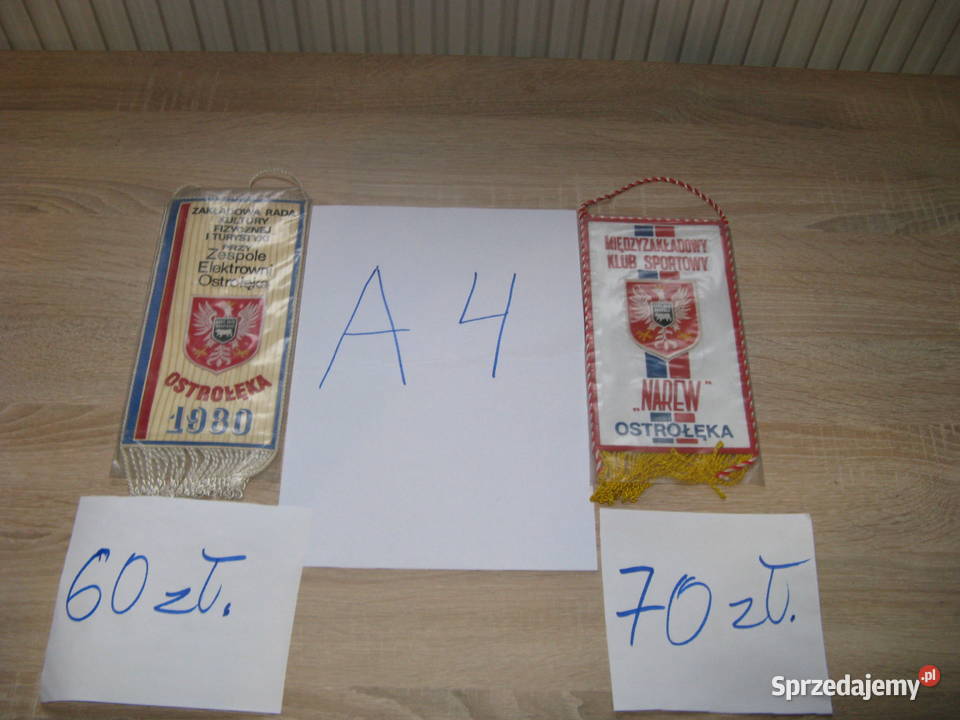 ZAKŁADOWA RADA
KULTURY
FIZYCZNEJ
I TURYSTYKI
PRZY
Zespole
Elektrowni
Ostrołęka
OSTROŁĘKA
1980
A4
MIĘDZYZAKŁADOWY
KLUB SPORTOWY
„NAREW"
OSTROŁĘKA
60 zł.
70 zł.
Sprzedajemy.pl